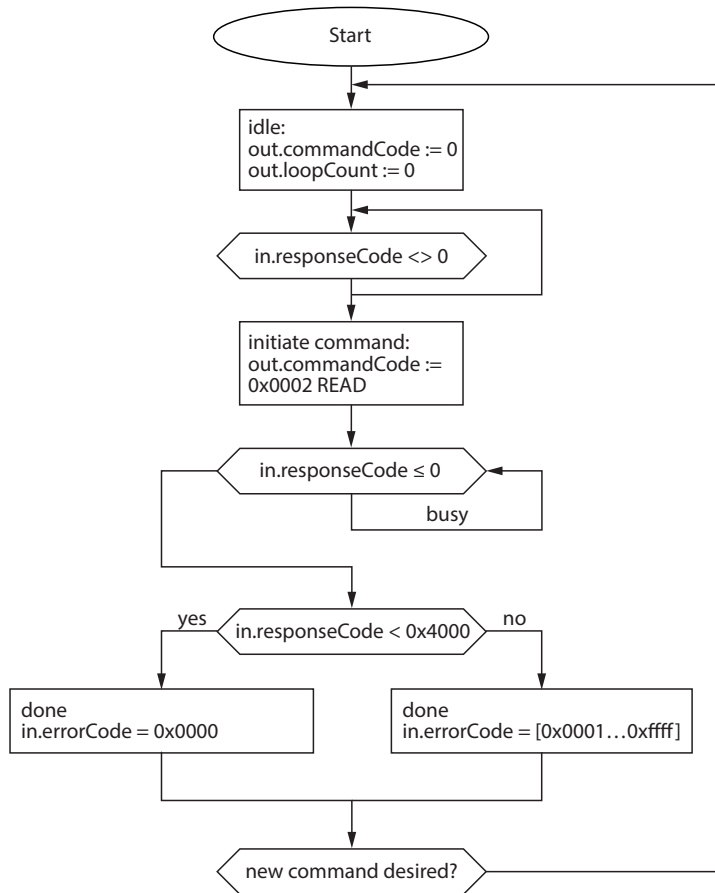 Start
idle:
out.commandCode := 0
out.loopCount := 0
in.responseCode <> 0
initiate command:
out.commandCode :=
0x0002 READ
in.responseCode ≤ 0
busy
yes
in.responseCode < 0x4000
no
done
in.errorCode = 0x0000
done
in.errorCode = [0x0001…0xffff]
new command desired?